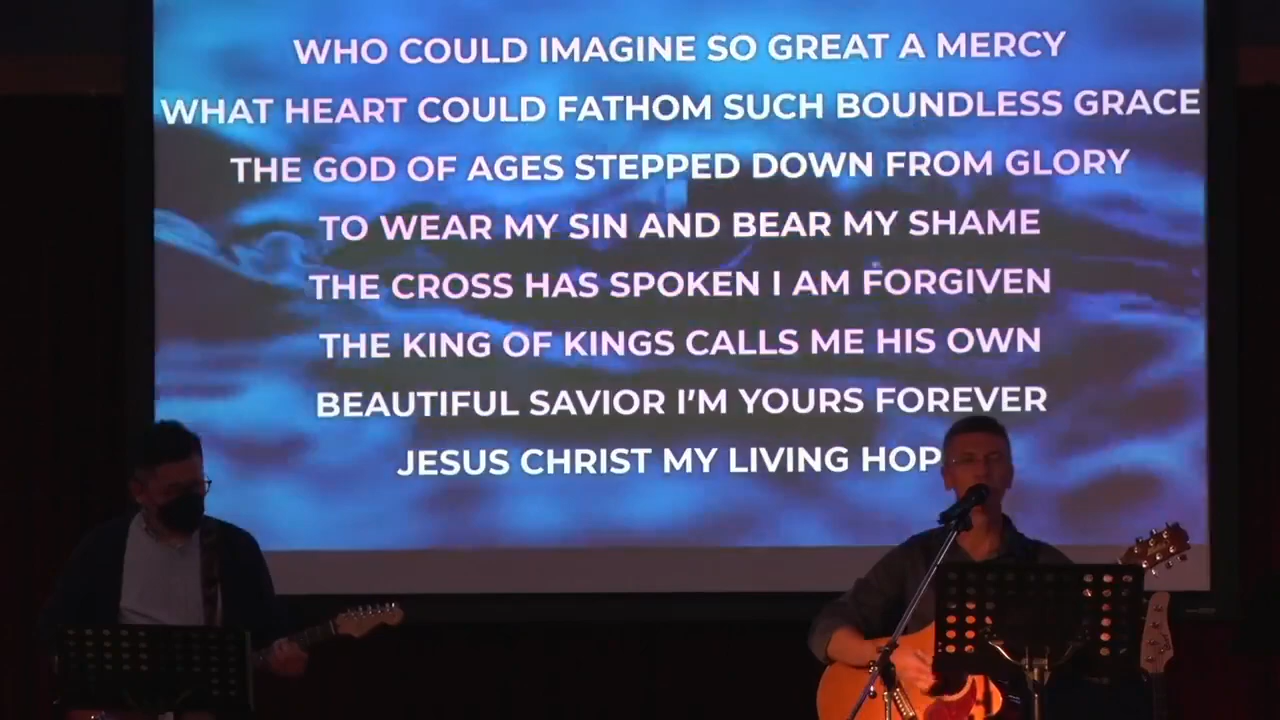 WHO COULD IMAGINE SO GREAT A MERCY
WHAT HEART COULD FATHOM SUCH BOUNDLESS GRACE
THE GOD OF AGES STEPPED DOWN FROM GLORY
TO WEAR MY SIN AND BEAR MY SHAME
THE CROSS HAS SPOKEN I AM FORGIVEN
THE KING OF KINGS CALLS ME HIS OWN
BEAUTIFUL SAVIOR I'M YOURS FOREVER
JESUS CHRIST MY LIVING HOP